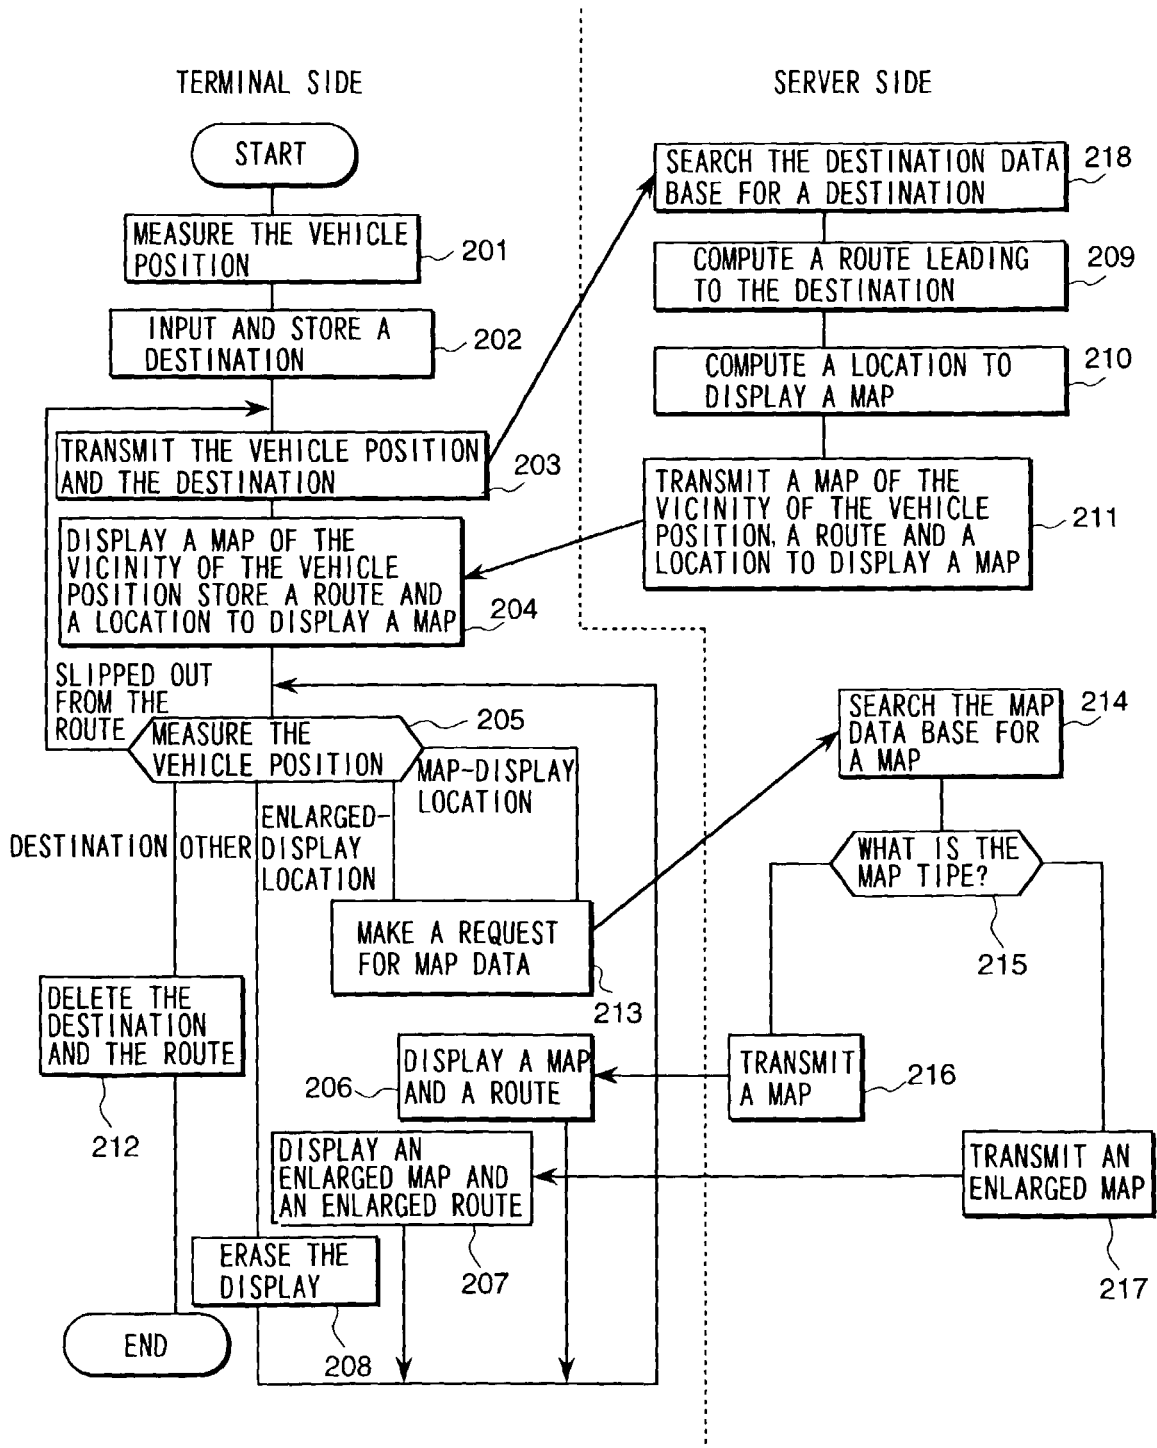 TERMINAL SIDE
START
MEASURE THE VEHICLE
POSITION
201
INPUT AND STORE A
DESTINATION
202
TRANSMIT THE VEHICLE POSITION
AND THE DESTINATION
203
DISPLAY A MAP OF THE
VICINITY OF THE VEHICLE
POSITION STORE A ROUTE AND
A LOCATION TO DISPLAY A MAP
204
SLIPPED OUT
FROM THE
ROUTE
MEASURE THE
VEHICLE POSITION
205
MAP-DISPLAY
LOCATION
DESTINATION
OTHER
ENLARGED-
DISPLAY
LOCATION
MAKE A REQUEST
FOR MAP DATA
213
DELETE THE
DESTINATION
AND THE ROUTE
212
DISPLAY A MAP
AND A ROUTE
206
DISPLAY AN
ENLARGED MAP AND
AN ENLARGED ROUTE
207
ERASE THE
DISPLAY
208
END
SERVER SIDE
SEARCH THE DESTINATION DATA
BASE FOR A DESTINATION
218
COMPUTE A ROUTE LEADING
TO THE DESTINATION
209
COMPUTE A LOCATION TO
DISPLAY A MAP
210
TRANSMIT A MAP OF THE
VICINITY OF THE VEHICLE
POSITION, A ROUTE AND A
LOCATION TO DISPLAY A MAP
211
SEARCH THE MAP
DATA BASE FOR
A MAP
214
WHAT IS THE
MAP TIPE?
215
TRANSMIT
A MAP
216
TRANSMIT AN
ENLARGED MAP
217